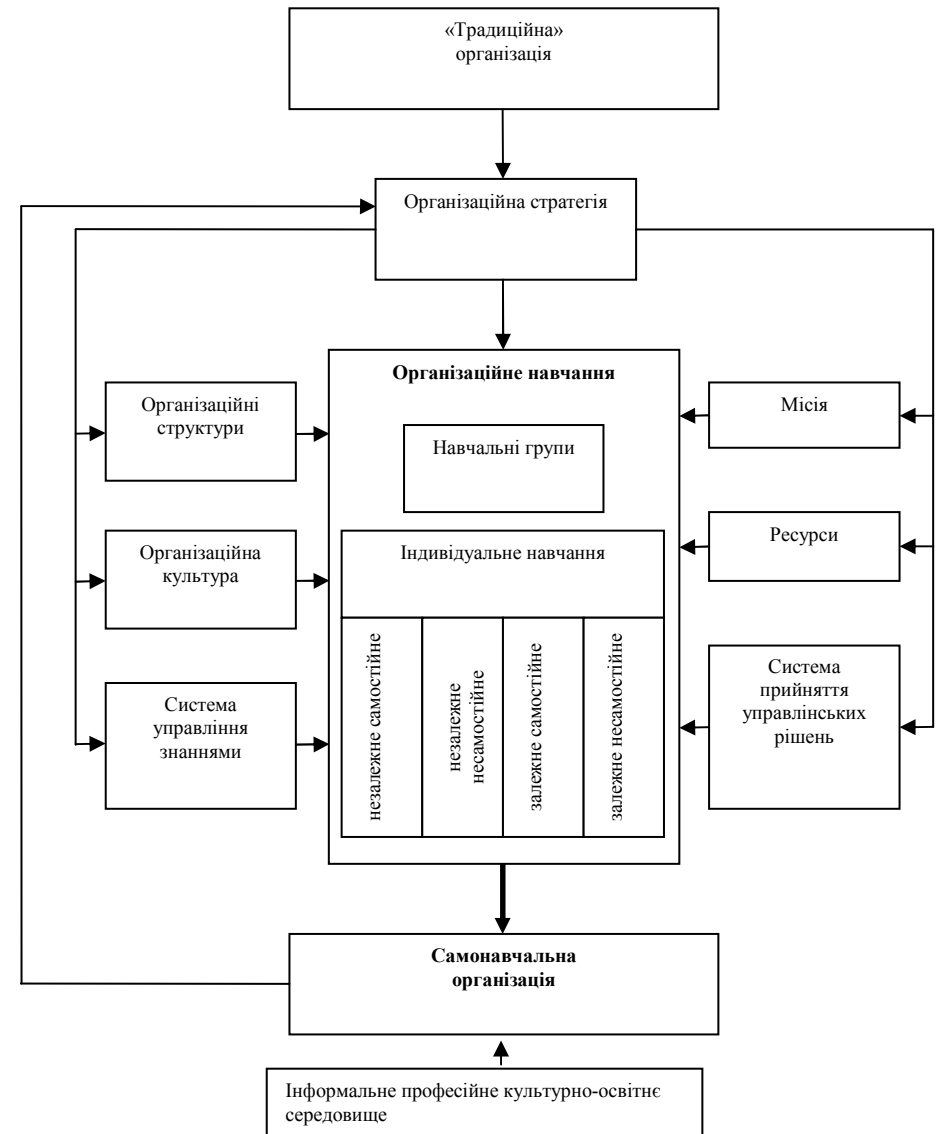 «Традиційна»
організація
Організаційна стратегія
Організаційне навчання
Організаційні
структури
Навчальні групи
Місія
Організаційна
культура
Індивідуальне навчання
Ресурси
Система
управління
знаннями
незалежне самостійне
незалежне
несамостійне
залежне самостійне
залежне несамостійне
Система
прийняття
управлінських
рішень
Самонавчальна
організація
Інформальне професійне культурно-освітнє
середовище